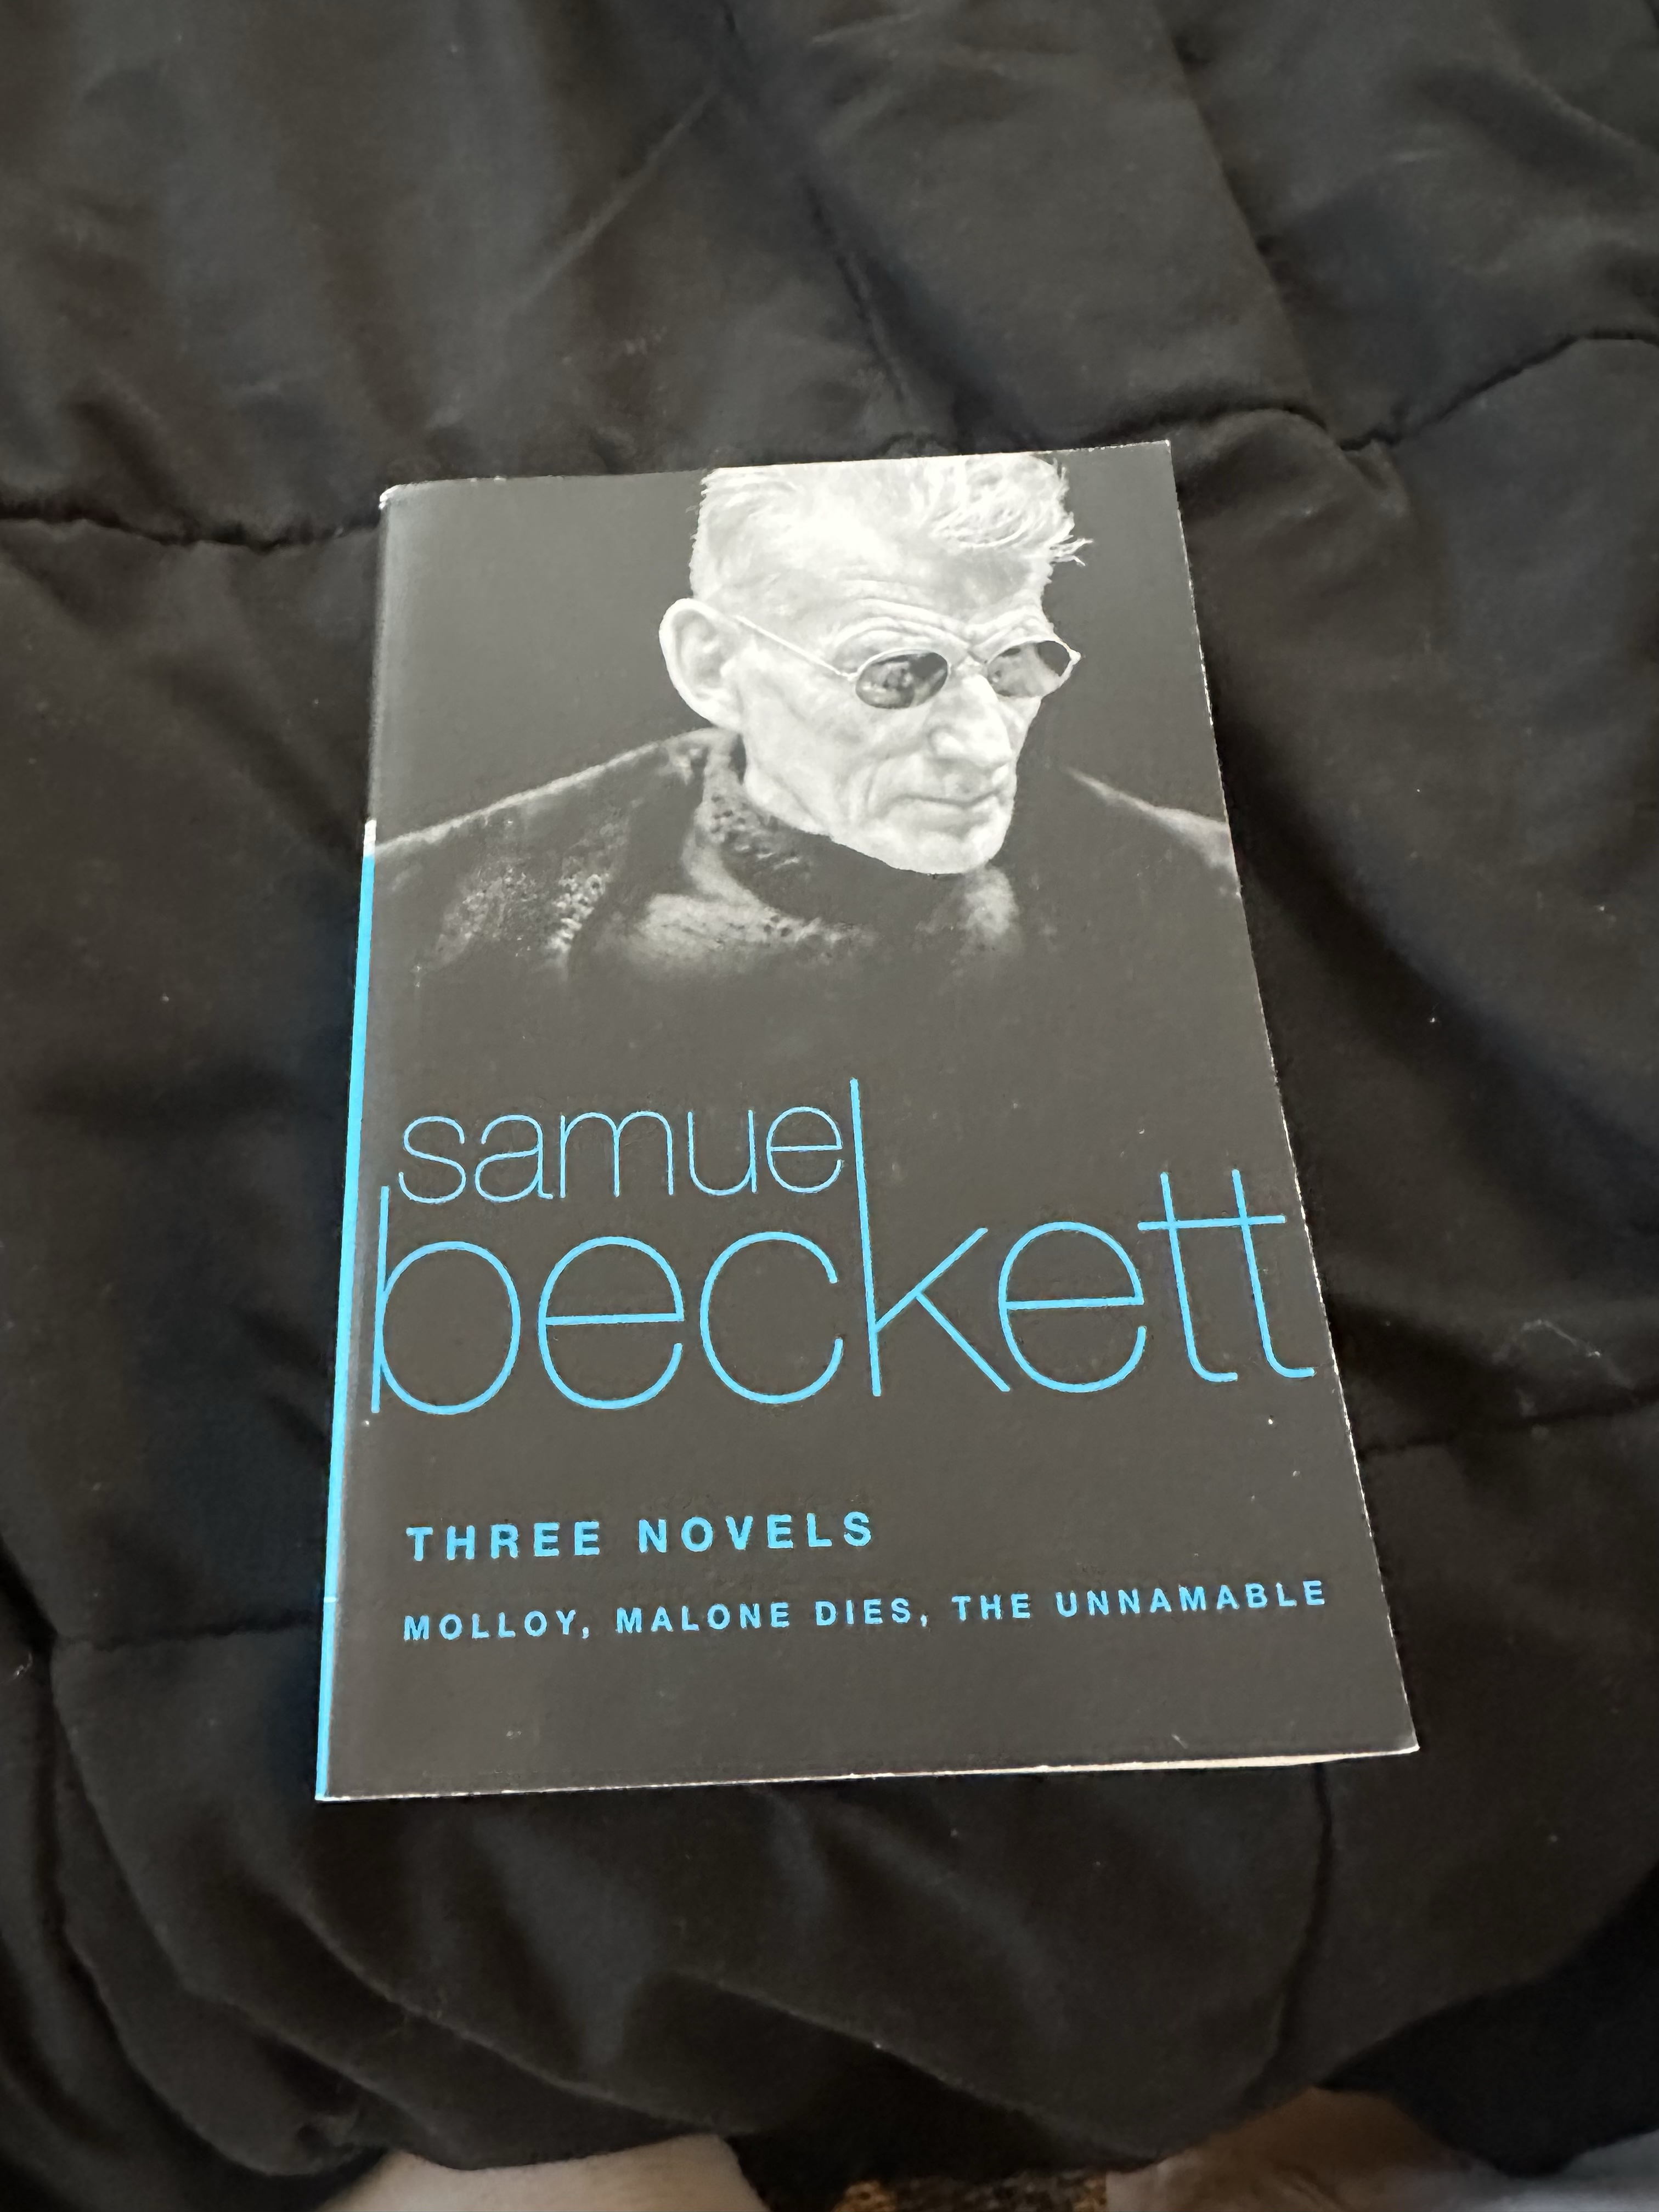 samuel
beckett
THREE NOVELS
MOLLOY, MALONE DIES, THE UNNAMABLE